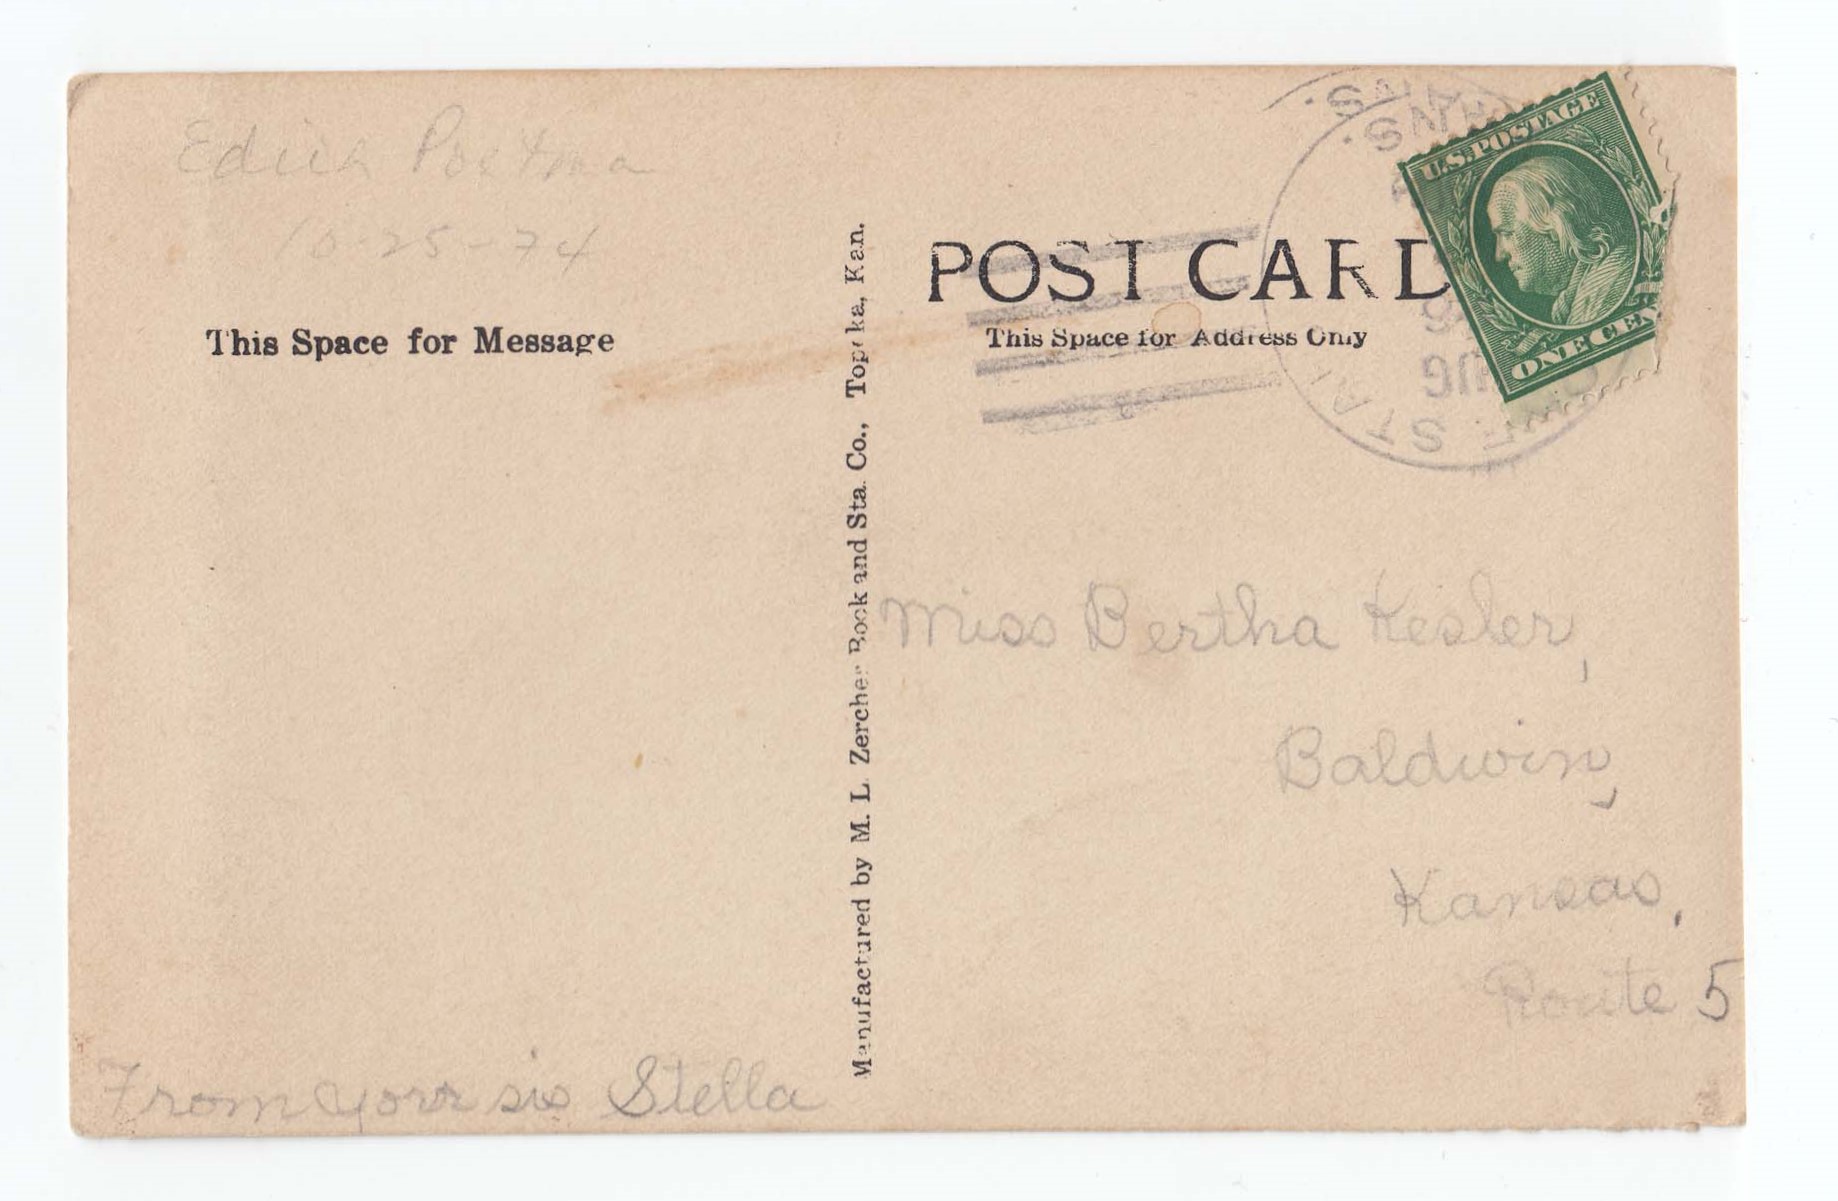 Edith Postma
10-25-74
This Space for Message
From your sis Stella
Manufactured by M. L. Zercher Book and Sta. Co., Topeka, Kan.
POST CARD
This Space for Address Only
U.S. POSTAGE
ONE CENT
KANS.
AUG
Miss Bertha Kesler,
Baldwin,
Kansas.
Route 5